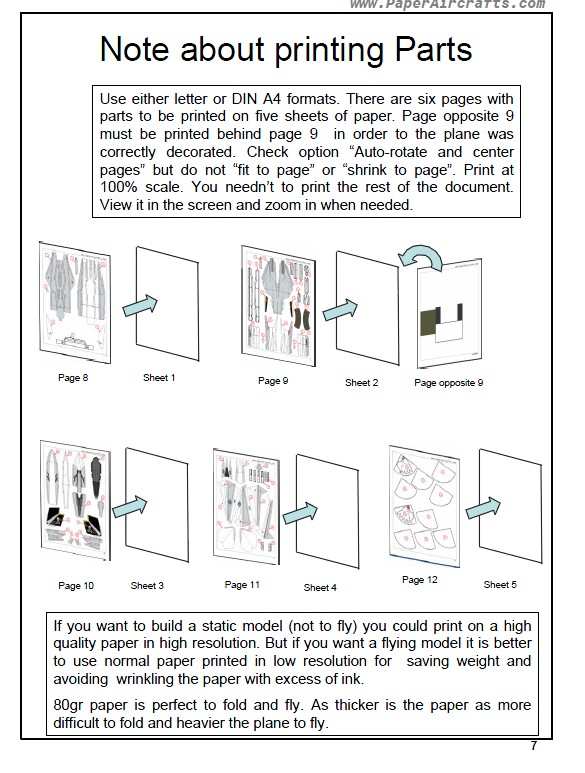 www.PaperAircrafts.com
Note about printing Parts
Use either letter or DIN A4 formats. There are six pages with
parts to be printed on five sheets of paper. Page opposite 9
must be printed behind page 9 in order to the plane was
correctly decorated. Check option “Auto-rotate and center
pages” but do not “fit to page” or “shrink to page”. Print at
100% scale. You needn’t to print the rest of the document.
View it in the screen and zoom in when needed.
Page 8
Sheet 1
Page 9
Sheet 2
Page opposite 9
Page 10
Sheet 3
Page 11
Sheet 4
Page 12
Sheet 5
If you want to build a static model (not to fly) you could print on a high
quality paper in high resolution. But if you want a flying model it is better
to use normal paper printed in low resolution for saving weight and
avoiding wrinkling the paper with excess of ink.
80gr paper is perfect to fold and fly. As thicker is the paper as more
difficult to fold and heavier the plane to fly.
7